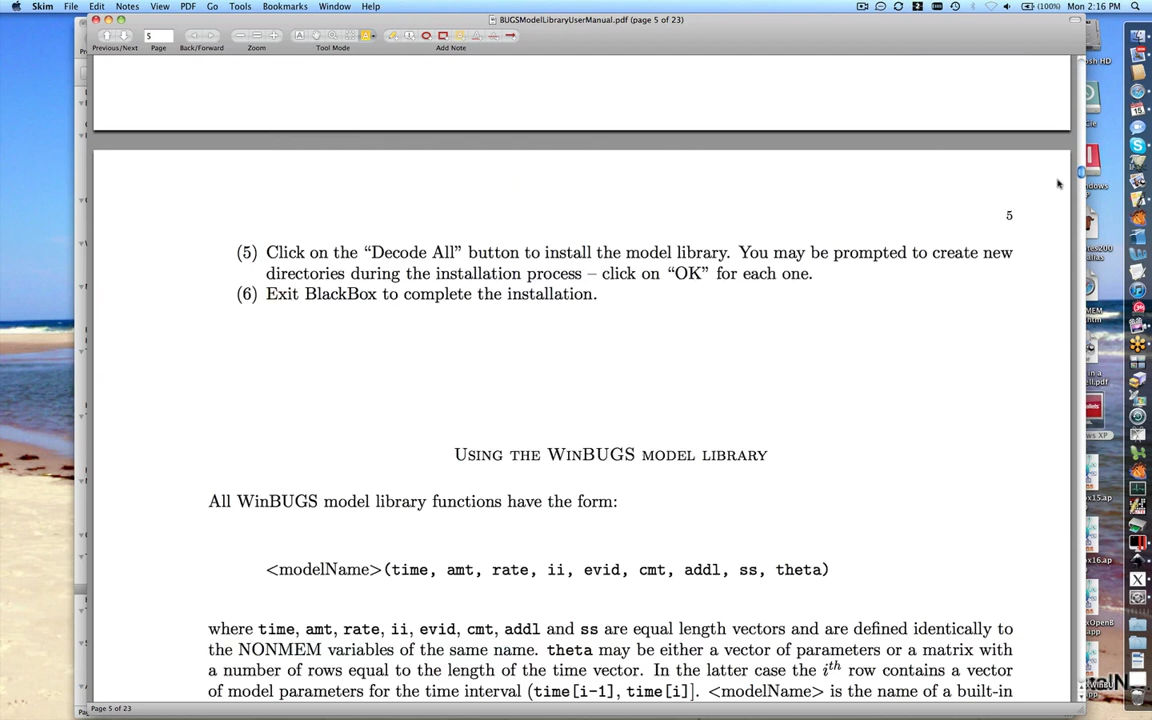 Skim File Edit View Go Tools Bookmarks Window Help
Notes PDF
(100%) Mon 2:16 PM
BUGSModelLibraryUserManual.pdf (page 5 of 23)
5
Previous/Next Page Back/Forward Zoom Tool Mode Add Note
5
(5) Click on the “Decode All” button to install the model library. You may be prompted to create new
directories during the installation process – click on “OK” for each one.
(6) Exit BlackBox to complete the installation.
Using the WinBUGS model library
All WinBUGS model library functions have the form:
<modelName>(time, amt, rate, ii, evid, cmt, addl, ss, theta)
where time, amt, rate, ii, evid, cmt, addl and ss are equal length vectors and are defined identically to
the NONMEM variables of the same name. theta may be either a vector of parameters or a matrix with
a number of rows equal to the length of the time vector. In the latter case the iᵗʰ row contains a vector
of model parameters for the time interval (time[i-1], time[i]]. <modelName> is the name of a built-in
Page 5 of 23